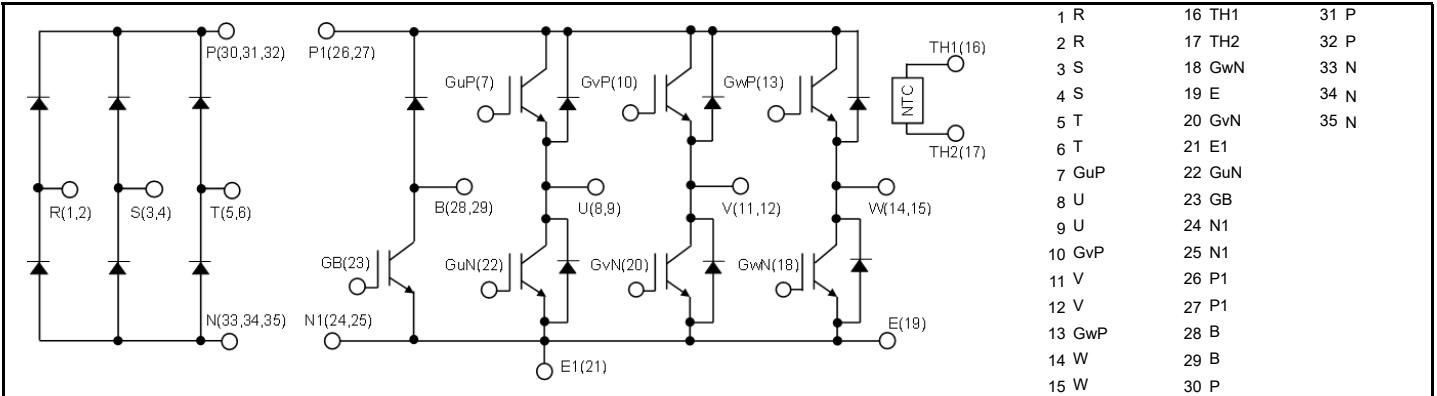 P(30,31,32)
P1(26,27)
GuP(7)
GvP(10)
GwP(13)
TH1(16)
NTC
TH2(17)
R(1,2)
S(3,4)
T(5,6)
B(28,29)
U(8,9)
V(11,12)
W(14,15)
GB(23)
GuN(22)
GvN(20)
GwN(18)
N(33,34,35)
N1(24,25)
E(19)
E1(21)
1 R 16 TH1 31 P
2 R 17 TH2 32 P
3 S 18 GwN 33 N
4 S 19 E 34 N
5 T 20 GvN 35 N
6 T 21 E1
7 GuP 22 GuN
8 U 23 GB
9 U 24 N1
10 GvP 25 N1
11 V 26 P1
12 V 27 P1
13 GwP 28 B
14 W 29 B
15 W 30 P